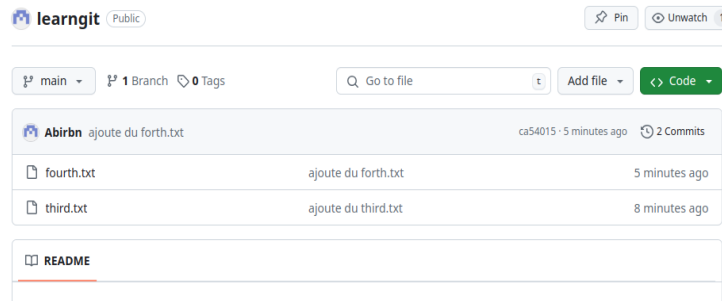 learngit Public Pin Unwatch 1
main 1 Branch 0 Tags Go to file t Add file Code
Abirbn ajoute du forth.txt ca54015 · 5 minutes ago 2 Commits
fourth.txt ajoute du forth.txt 5 minutes ago
third.txt ajoute du third.txt 8 minutes ago
README